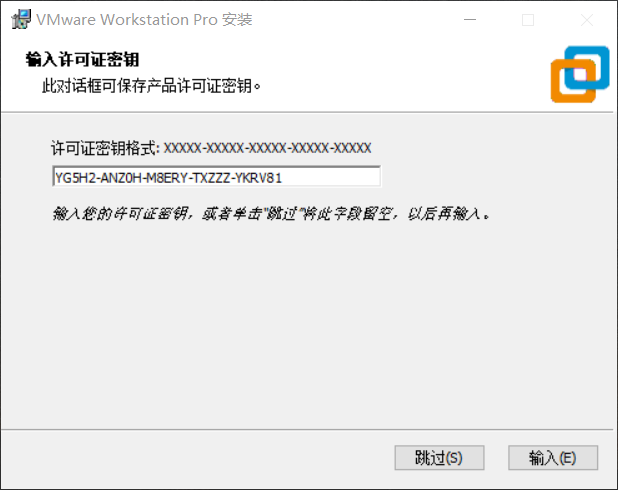 VMware Workstation Pro 安装
输入许可证密钥
此对话框可保存产品许可证密钥。
许可证密钥格式: XXXXX-XXXXX-XXXXX-XXXXX-XXXXX
YG5H2-ANZ0H-M8ERY-TXZZZ-YKRV81
输入您的许可证密钥，或者单击"跳过"将此字段留空，以后再输入。
跳过(S) 输入(E)